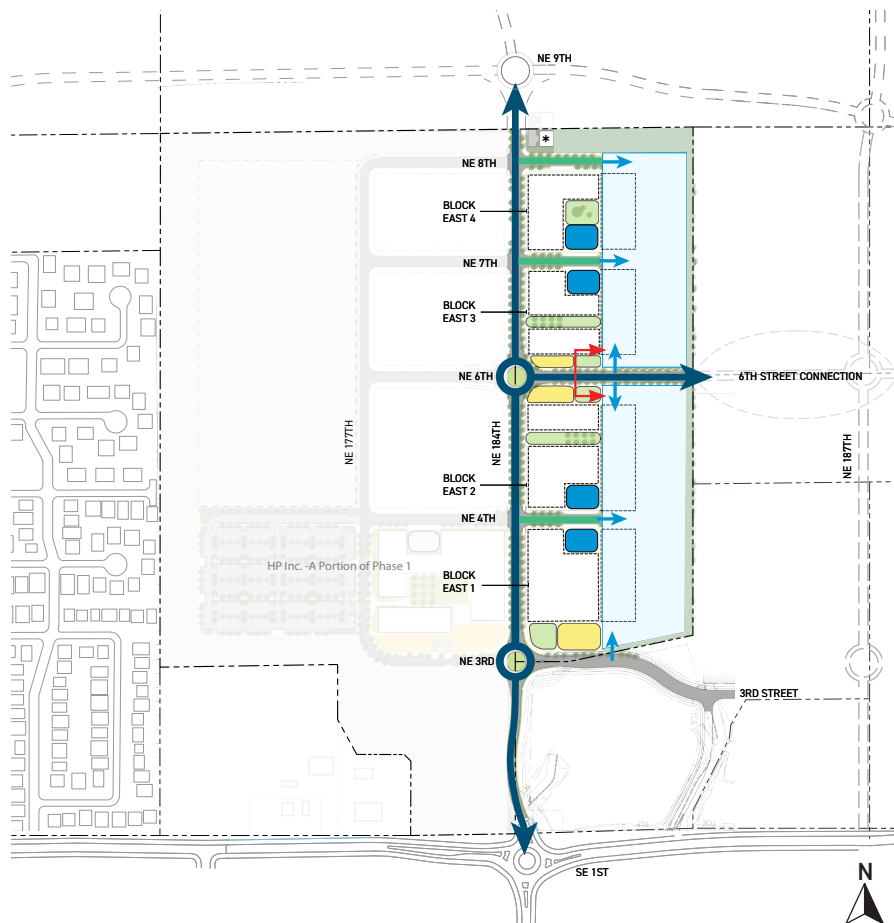 NE 9TH
NE 8TH
BLOCK
EAST 4
NE 7TH
BLOCK
EAST 3
NE 6TH
6TH STREET CONNECTION
NE 177TH
NE 184TH
NE 187TH
BLOCK
EAST 2
NE 4TH
HP Inc. -A Portion of Phase 1
BLOCK
EAST 1
NE 3RD
3RD STREET
TCE
TCE
SE 1ST
N